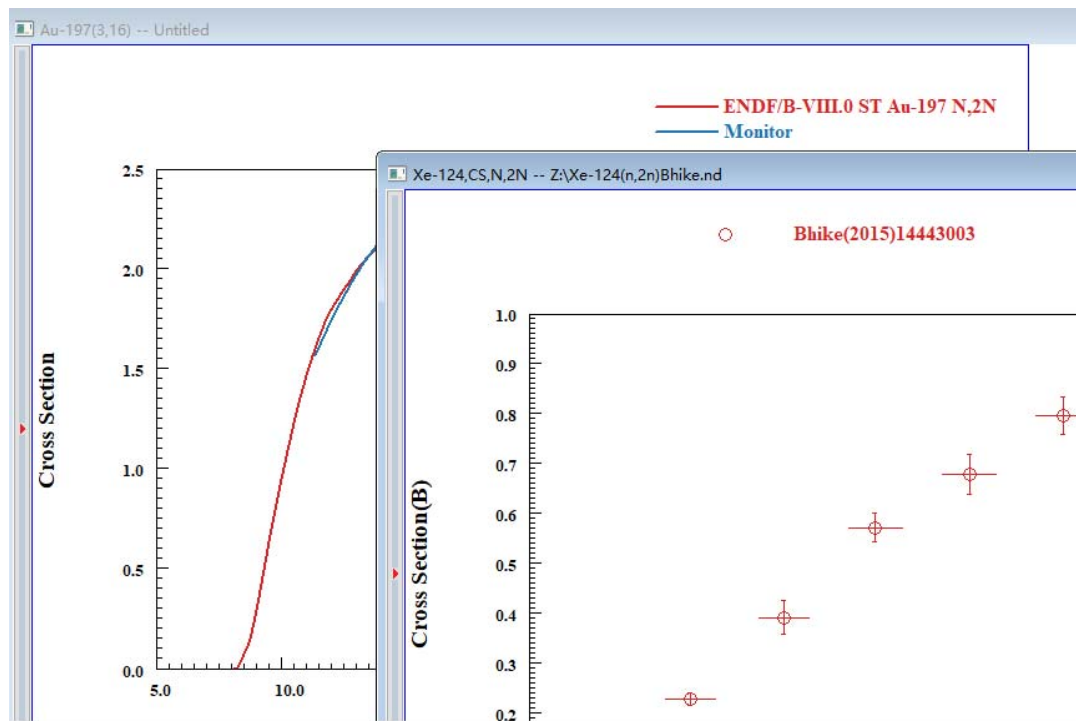 Au-197(3,16) -- Untitled
ENDF/B-VIII.0 ST Au-197 N,2N
Monitor
2.5
2.0
1.5
1.0
0.5
0.0
5.0
10.0
Cross Section
Xe-124,CS,N,2N -- Z:\Xe-124(n,2n)Bhike.nd
Bhike(2015)14443003
1.0
0.9
0.8
0.7
0.6
0.5
0.4
0.3
0.2
Cross Section(B)